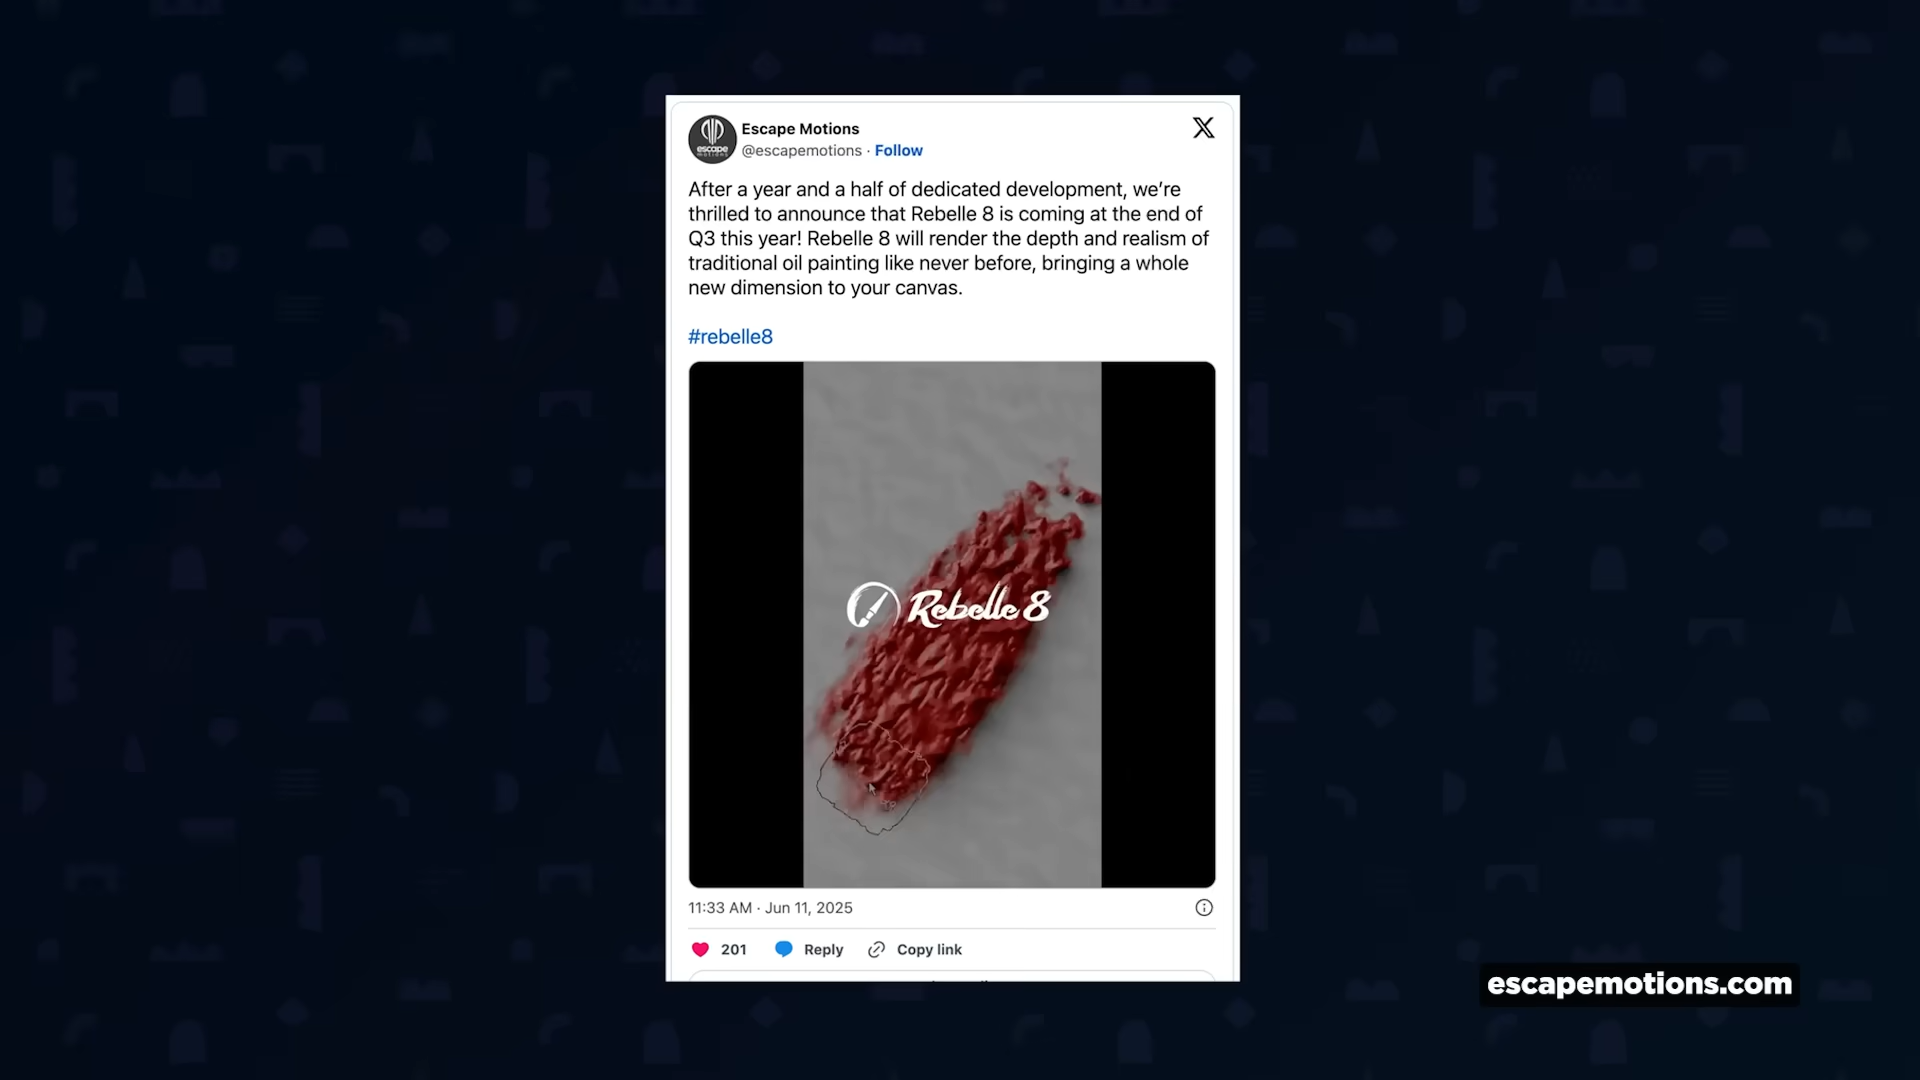 escape
motions
Escape Motions
@escapemotions · Follow
After a year and a half of dedicated development, we’re
thrilled to announce that Rebelle 8 is coming at the end of
Q3 this year! Rebelle 8 will render the depth and realism of
traditional oil painting like never before, bringing a whole
new dimension to your canvas.
#rebelle8
Rebelle 8
11:33 AM · Jun 11, 2025
201 Reply Copy link
escapemotions.com